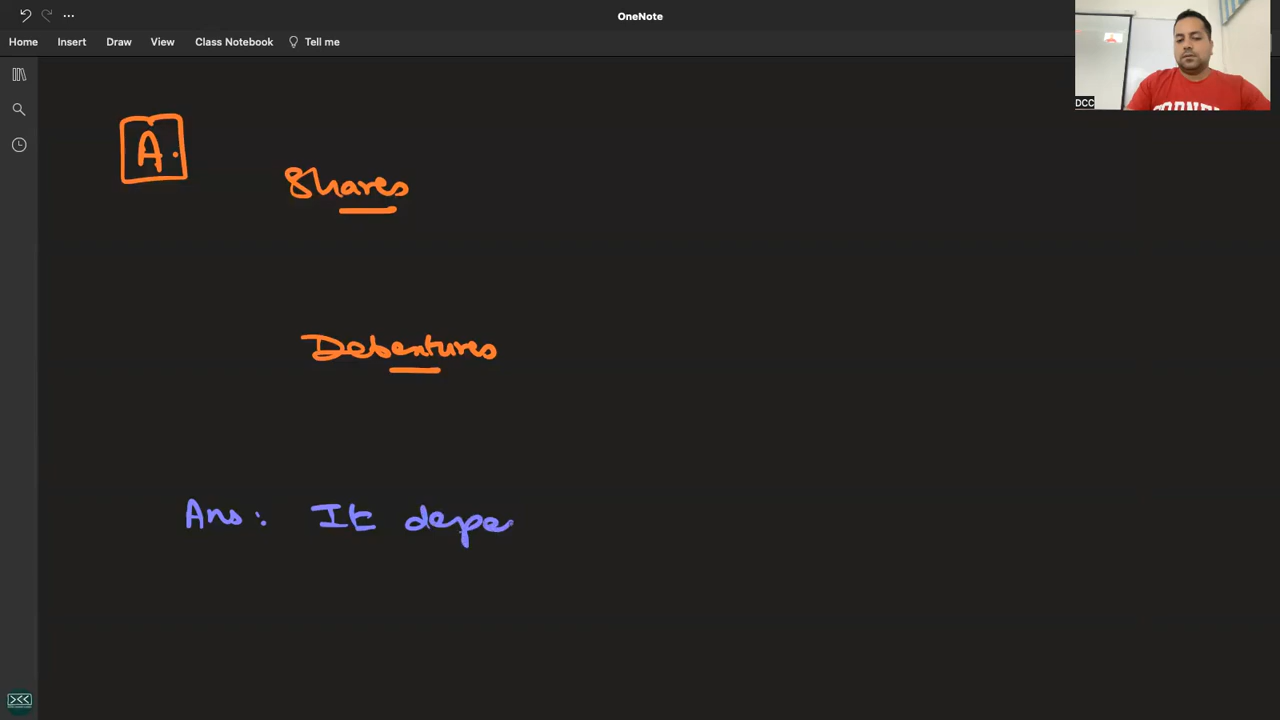 OneNote
Home Insert Draw View Class Notebook Tell me
DCC
A.
Shares
Debentures
Ans: It depe